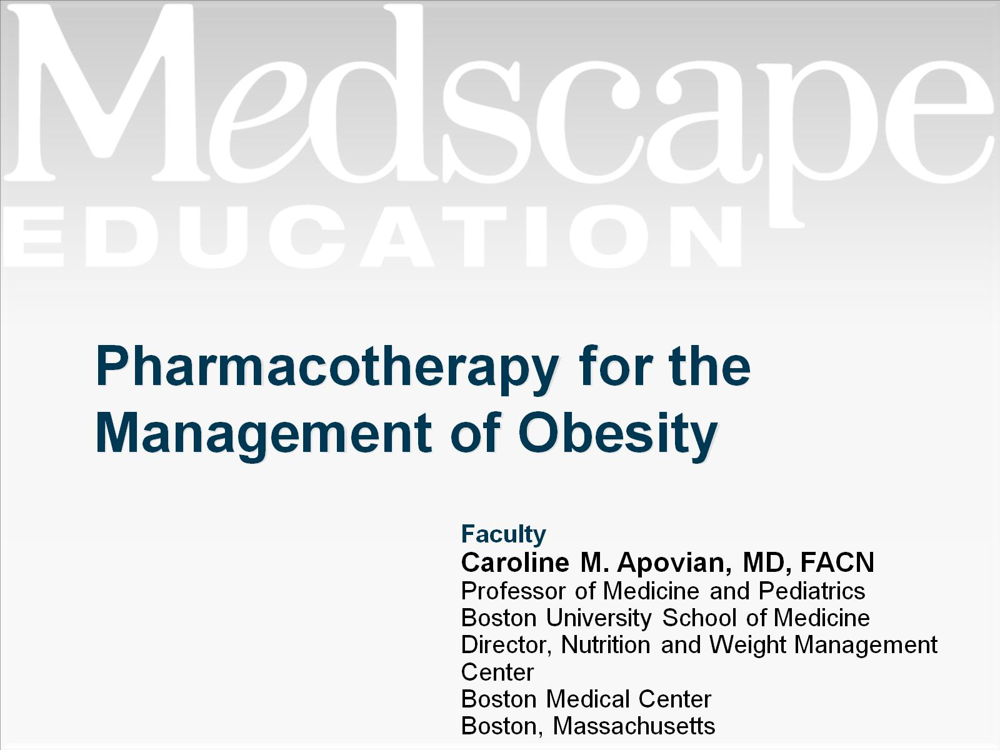 Medscape
EDUCATION
Pharmacotherapy for the
Management of Obesity
Faculty
Caroline M. Apovian, MD, FACN
Professor of Medicine and Pediatrics
Boston University School of Medicine
Director, Nutrition and Weight Management
Center
Boston Medical Center
Boston, Massachusetts